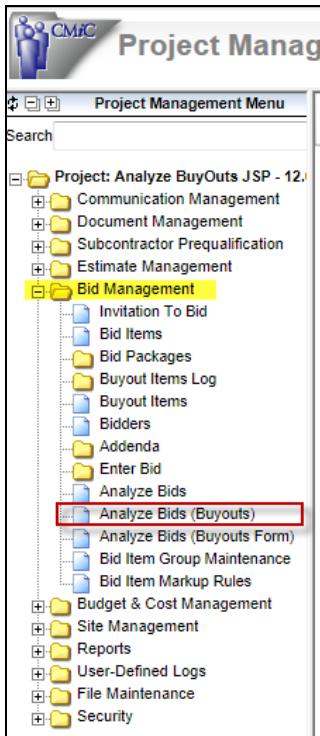 CMiC
Project Manag
Project Management Menu
Search
Project: Analyze BuyOuts JSP - 12.
Communication Management
Document Management
Subcontractor Prequalification
Estimate Management
Bid Management
Invitation To Bid
Bid Items
Bid Packages
Buyout Items Log
Buyout Items
Bidders
Addenda
Enter Bid
Analyze Bids
Analyze Bids (Buyouts)
Analyze Bids (Buyouts Form)
Bid Item Group Maintenance
Bid Item Markup Rules
Budget & Cost Management
Site Management
Reports
User-Defined Logs
File Maintenance
Security